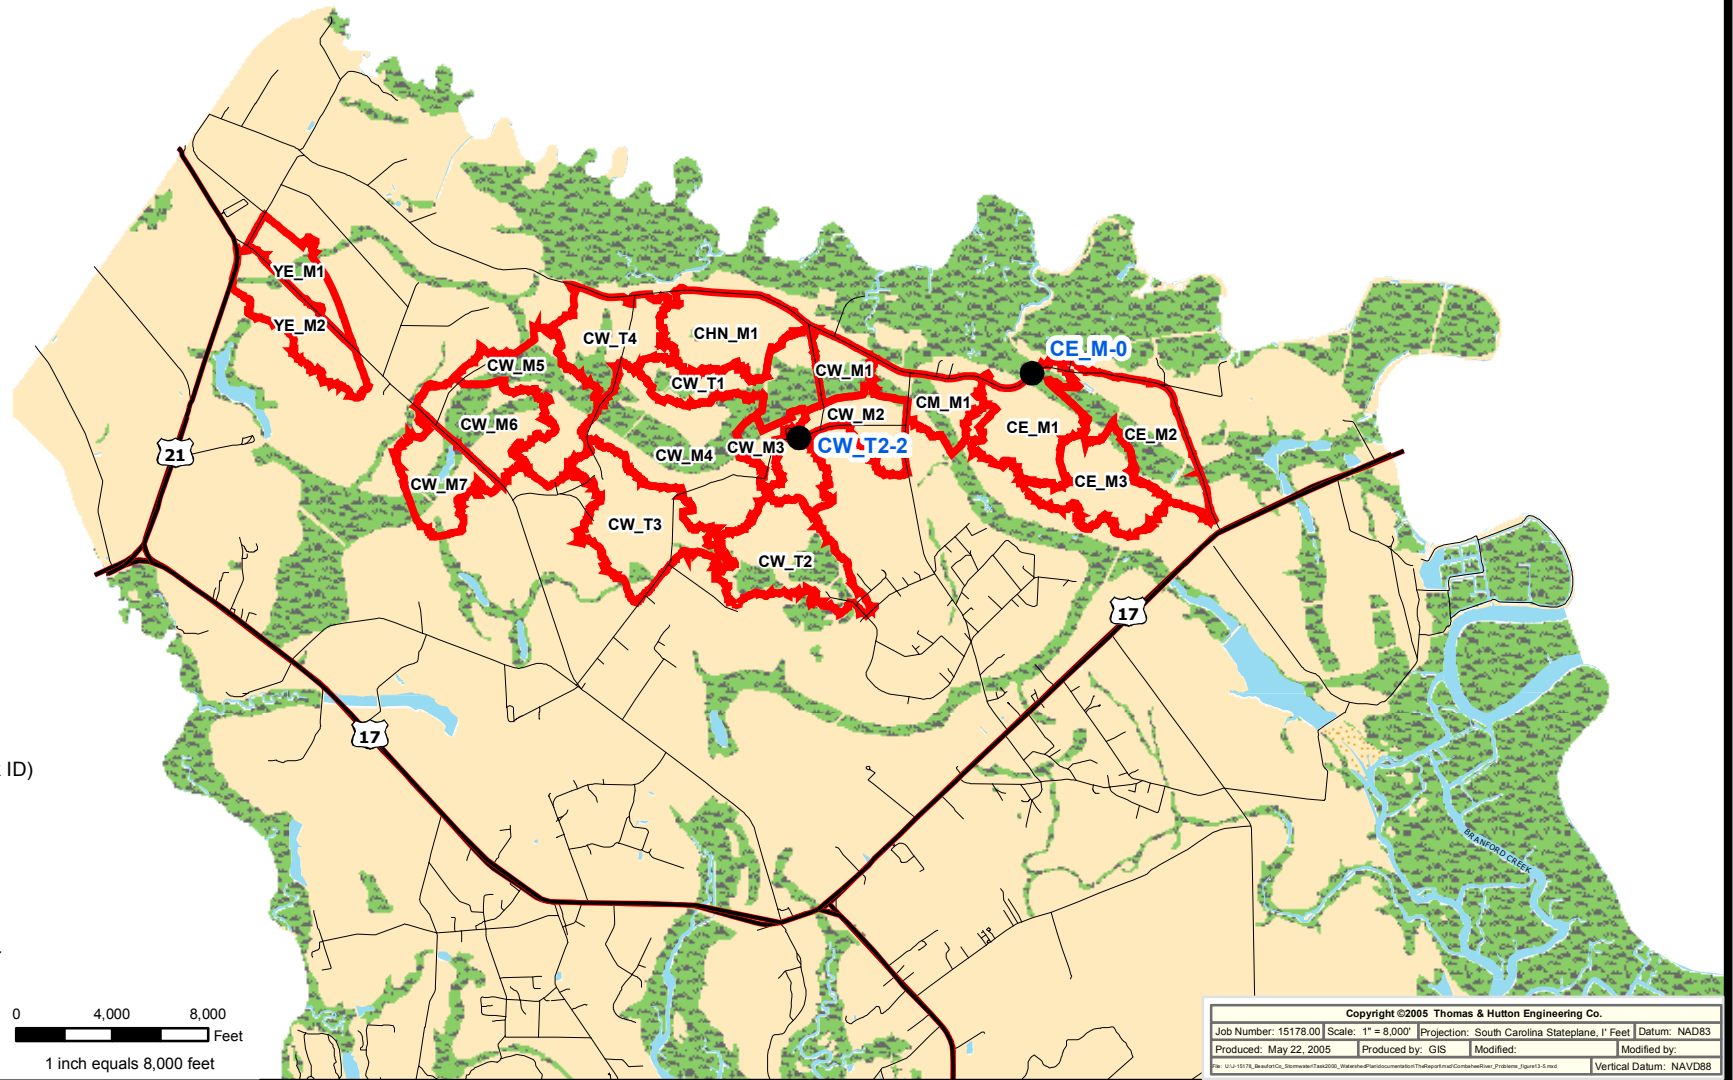 YE_M1
YE_M2
CW_T4
CHN_M1
CE_M-0
CW_M5
CW_T1
CW_M1
CM_M1
CW_M2
CW_M6
CE_M1
CE_M2
CW_M3
CW_T2-2
CW_M4
21
CW_M7
CE_M3
CW_T3
CW_T2
17
17
ID)
BRANFORD CREEK
0 4,000 8,000
Feet
1 inch equals 8,000 feet
Copyright ©2005 Thomas & Hutton Engineering Co.
Job Number: 15178.00 Scale: 1" = 8,000' Projection: South Carolina Stateplane, I' Feet Datum: NAD83
Produced: May 22, 2005 Produced by: GIS Modified: Modified by:
Vertical Datum: NAVD88